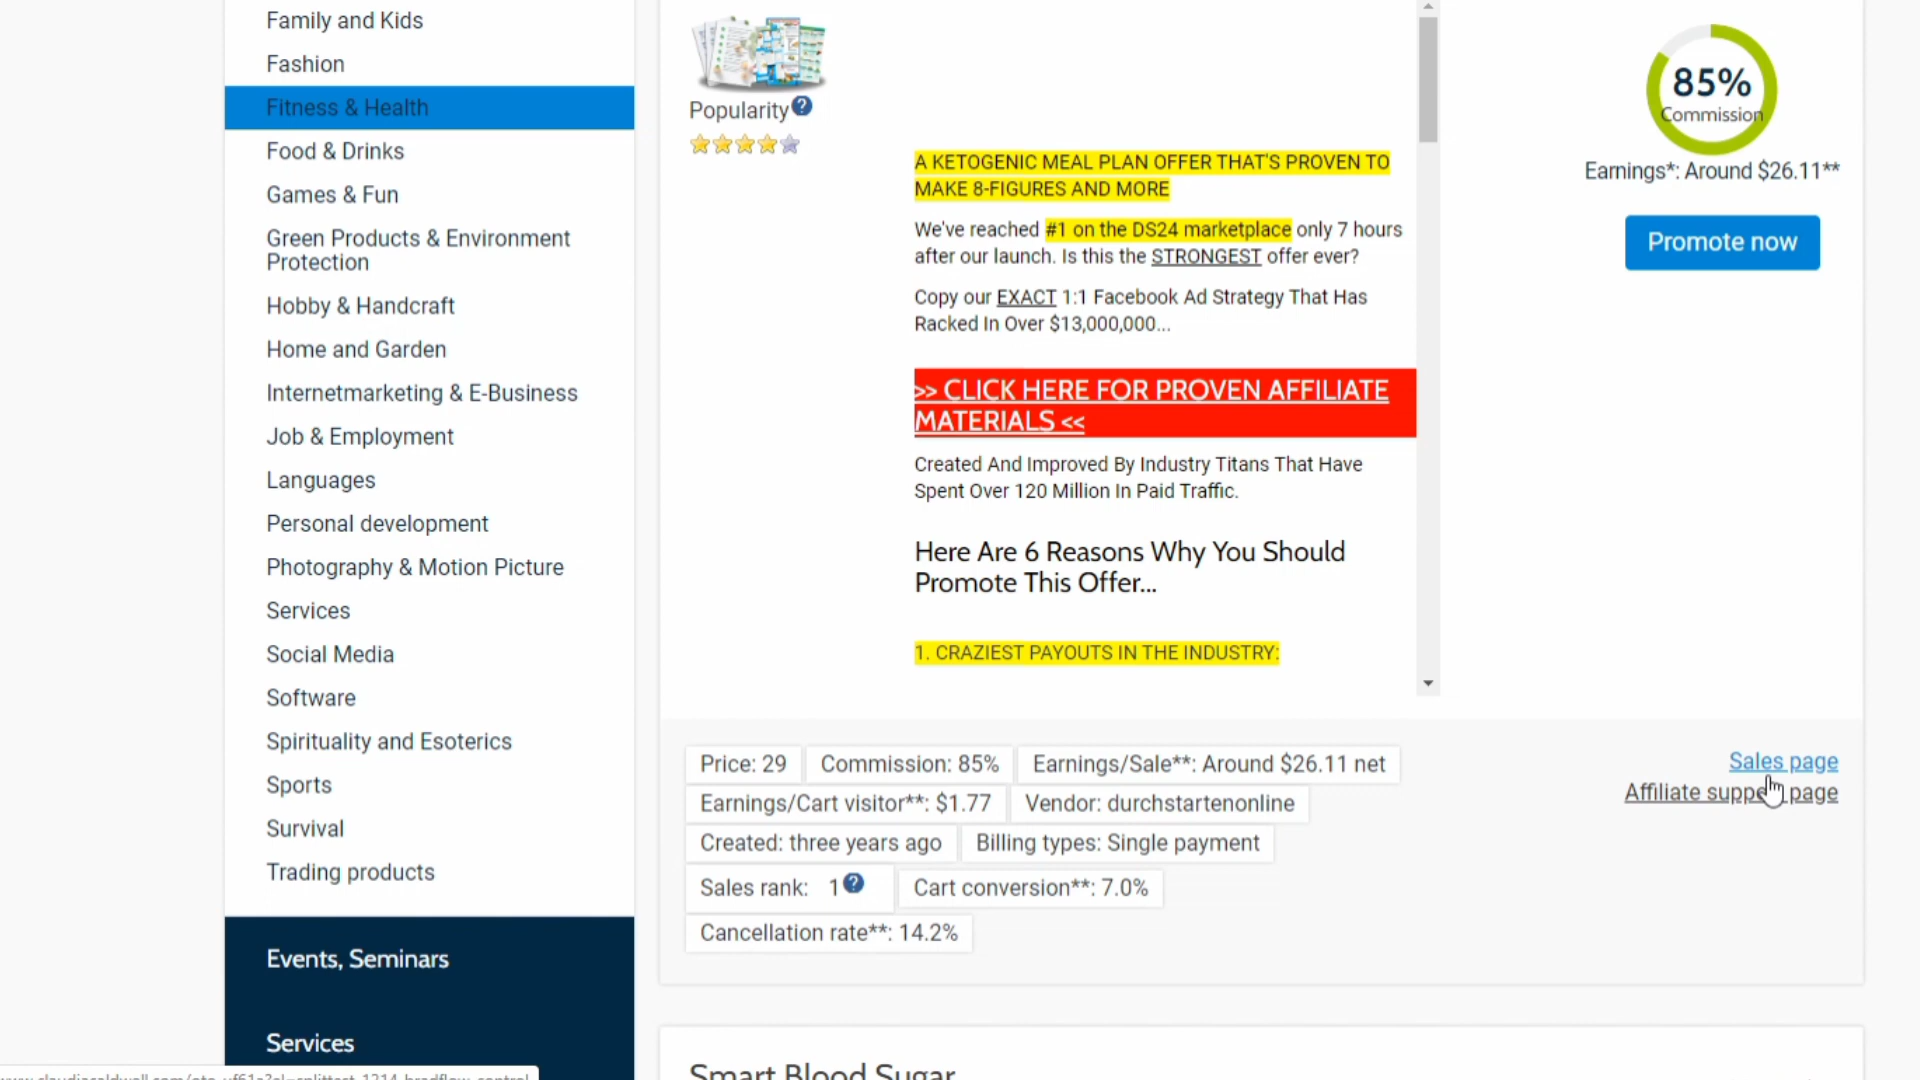 Family and Kids
Fashion
Fitness & Health
Food & Drinks
Games & Fun
Green Products & Environment
Protection
Hobby & Handcraft
Home and Garden
Internetmarketing & E-Business
Job & Employment
Languages
Personal development
Photography & Motion Picture
Services
Social Media
Software
Spirituality and Esoterics
Sports
Survival
Trading products
Events, Seminars
Services
Popularity
A KETOGENIC MEAL PLAN OFFER THAT'S PROVEN TO
MAKE 8-FIGURES AND MORE
We've reached #1 on the DS24 marketplace only 7 hours
after our launch. Is this the STRONGEST offer ever?
Copy our EXACT 1:1 Facebook Ad Strategy That Has
Racked In Over $13,000,000...
>> CLICK HERE FOR PROVEN AFFILIATE
MATERIALS <<
Created And Improved By Industry Titans That Have
Spent Over 120 Million In Paid Traffic.
Here Are 6 Reasons Why You Should
Promote This Offer...
1. CRAZIEST PAYOUTS IN THE INDUSTRY:
85%
Commission
Earnings*: Around $26.11**
Promote now
Price: 29
Commission: 85%
Earnings/Sale**: Around $26.11 net
Earnings/Cart visitor**: $1.77
Vendor: durchstartenonline
Created: three years ago
Billing types: Single payment
Sales rank: 1
Cart conversion**: 7.0%
Cancellation rate**: 14.2%
Sales page
Affiliate support page
Smart Blood Sugar